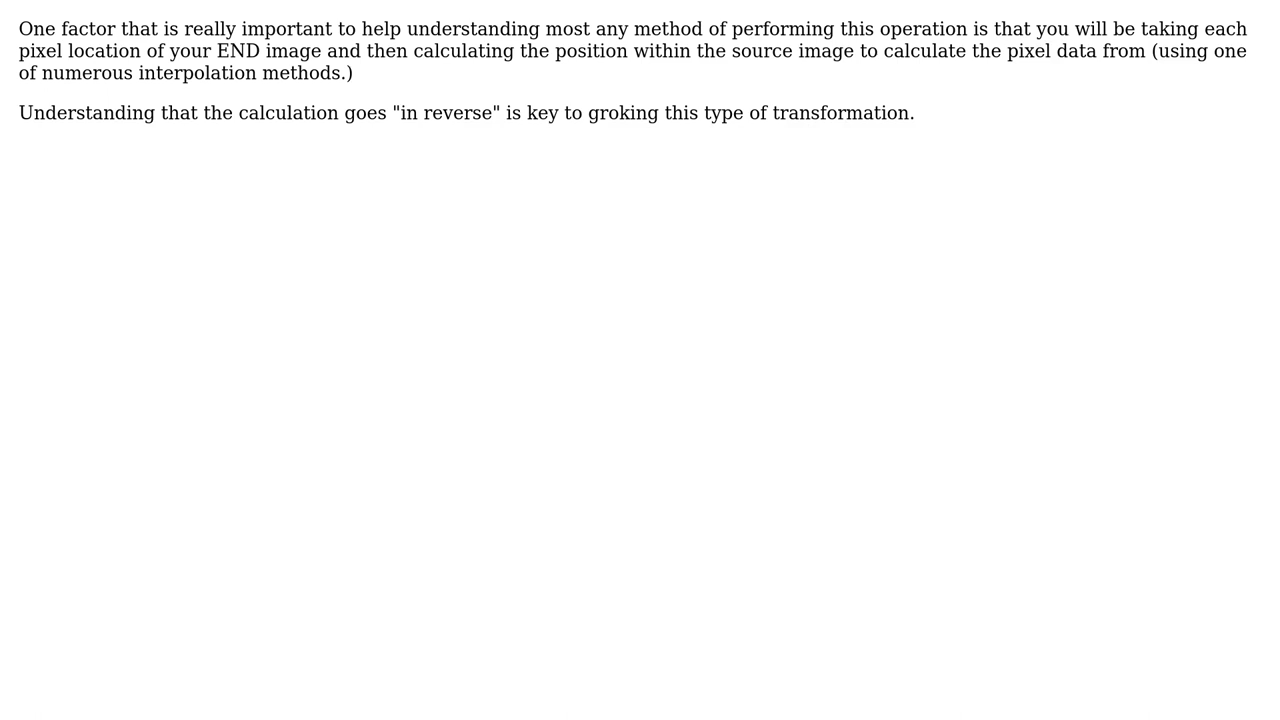 One factor that is really important to help understanding most any method of performing this operation is that you will be taking each
pixel location of your END image and then calculating the position within the source image to calculate the pixel data from (using one
of numerous interpolation methods.)
Understanding that the calculation goes "in reverse" is key to groking this type of transformation.